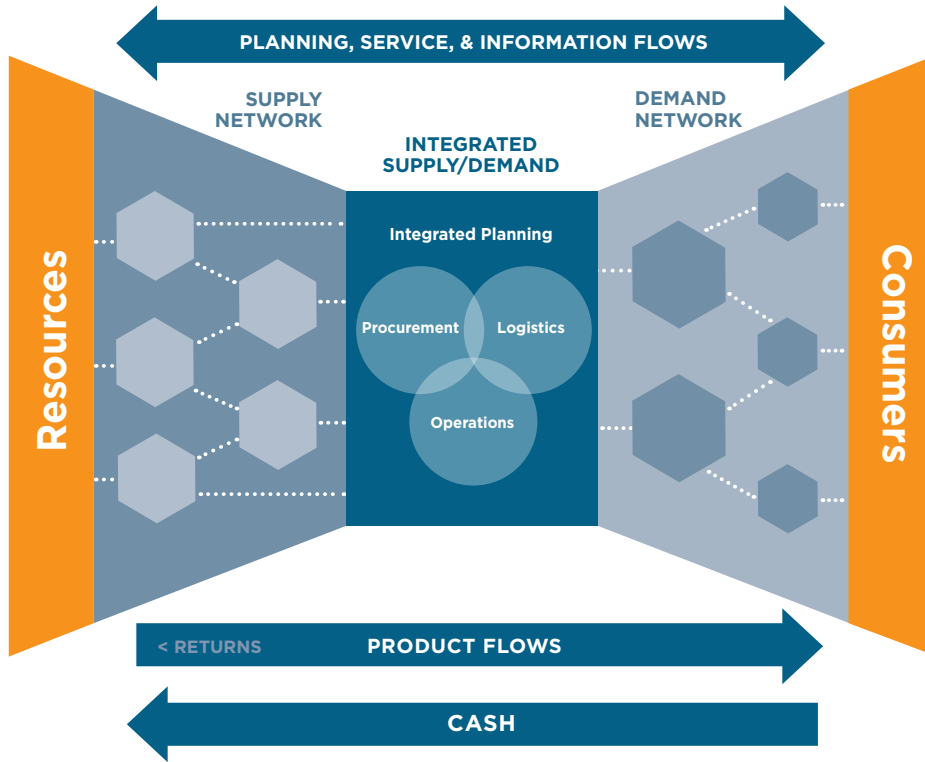 PLANNING, SERVICE, & INFORMATION FLOWS
SUPPLY
NETWORK
DEMAND
NETWORK
INTEGRATED
SUPPLY/DEMAND
Resources
Integrated Planning
Procurement
Logistics
Operations
Consumers
< RETURNS
PRODUCT FLOWS
CASH